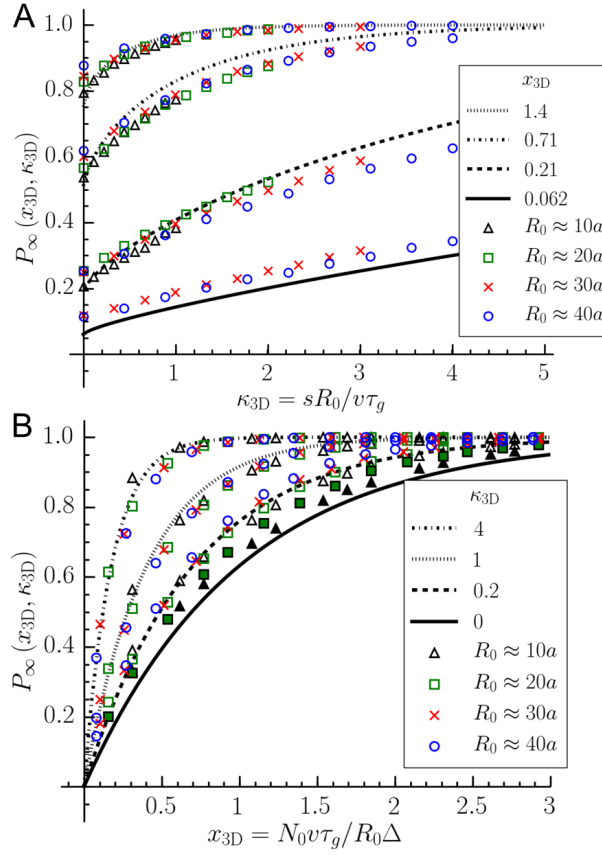 A
1.0
0.8
0.6
0.4
0.2
P∞ (x3D, κ3D)
x3D
1.4
0.71
0.21
0.062
R0 ≈ 10a
R0 ≈ 20a
R0 ≈ 30a
R0 ≈ 40a
1 2 3 4 5
κ3D = sR0/vτg
B
1.0
0.8
0.6
0.4
0.2
P∞ (x3D, κ3D)
κ3D
4
1
0.2
0
R0 ≈ 10a
R0 ≈ 20a
R0 ≈ 30a
R0 ≈ 40a
0.5 1 1.5 2 2.5 3
x3D = N0vτg/R0Δ